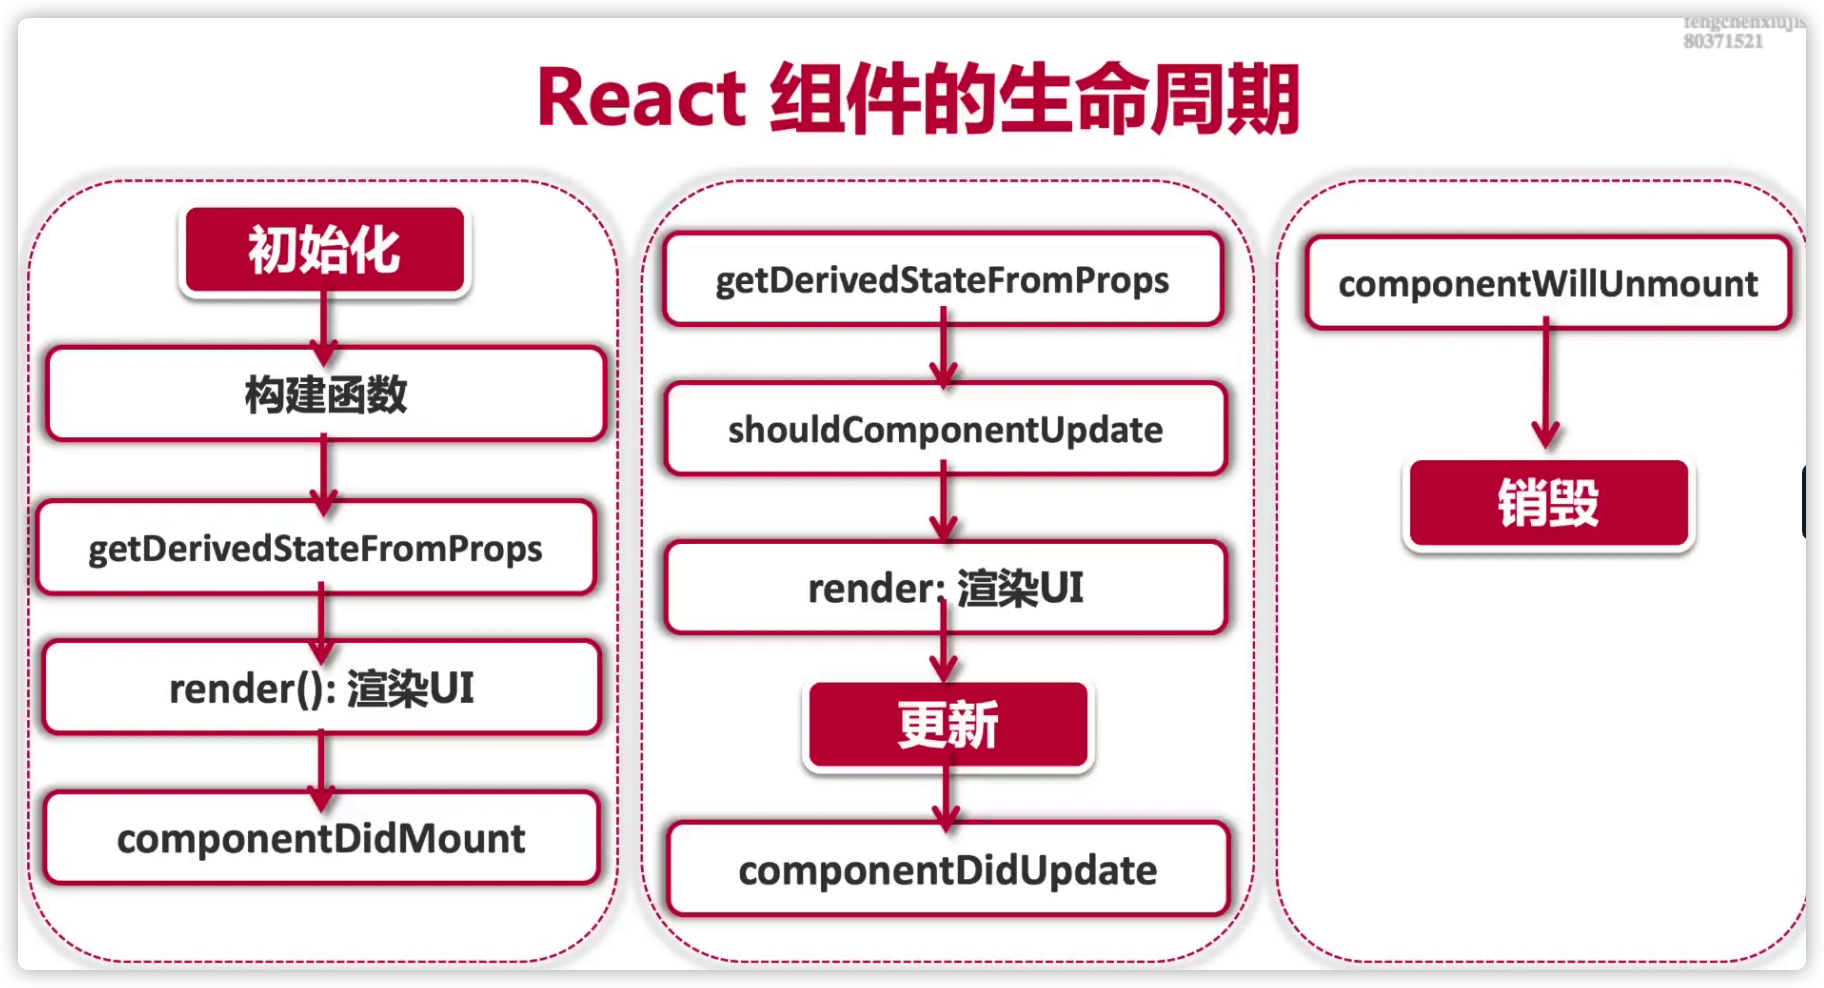 80371521
React 组件的生命周期
初始化
构建函数
getDerivedStateFromProps
render(): 渲染UI
componentDidMount
getDerivedStateFromProps
shouldComponentUpdate
render: 渲染UI
更新
componentDidUpdate
componentWillUnmount
销毁